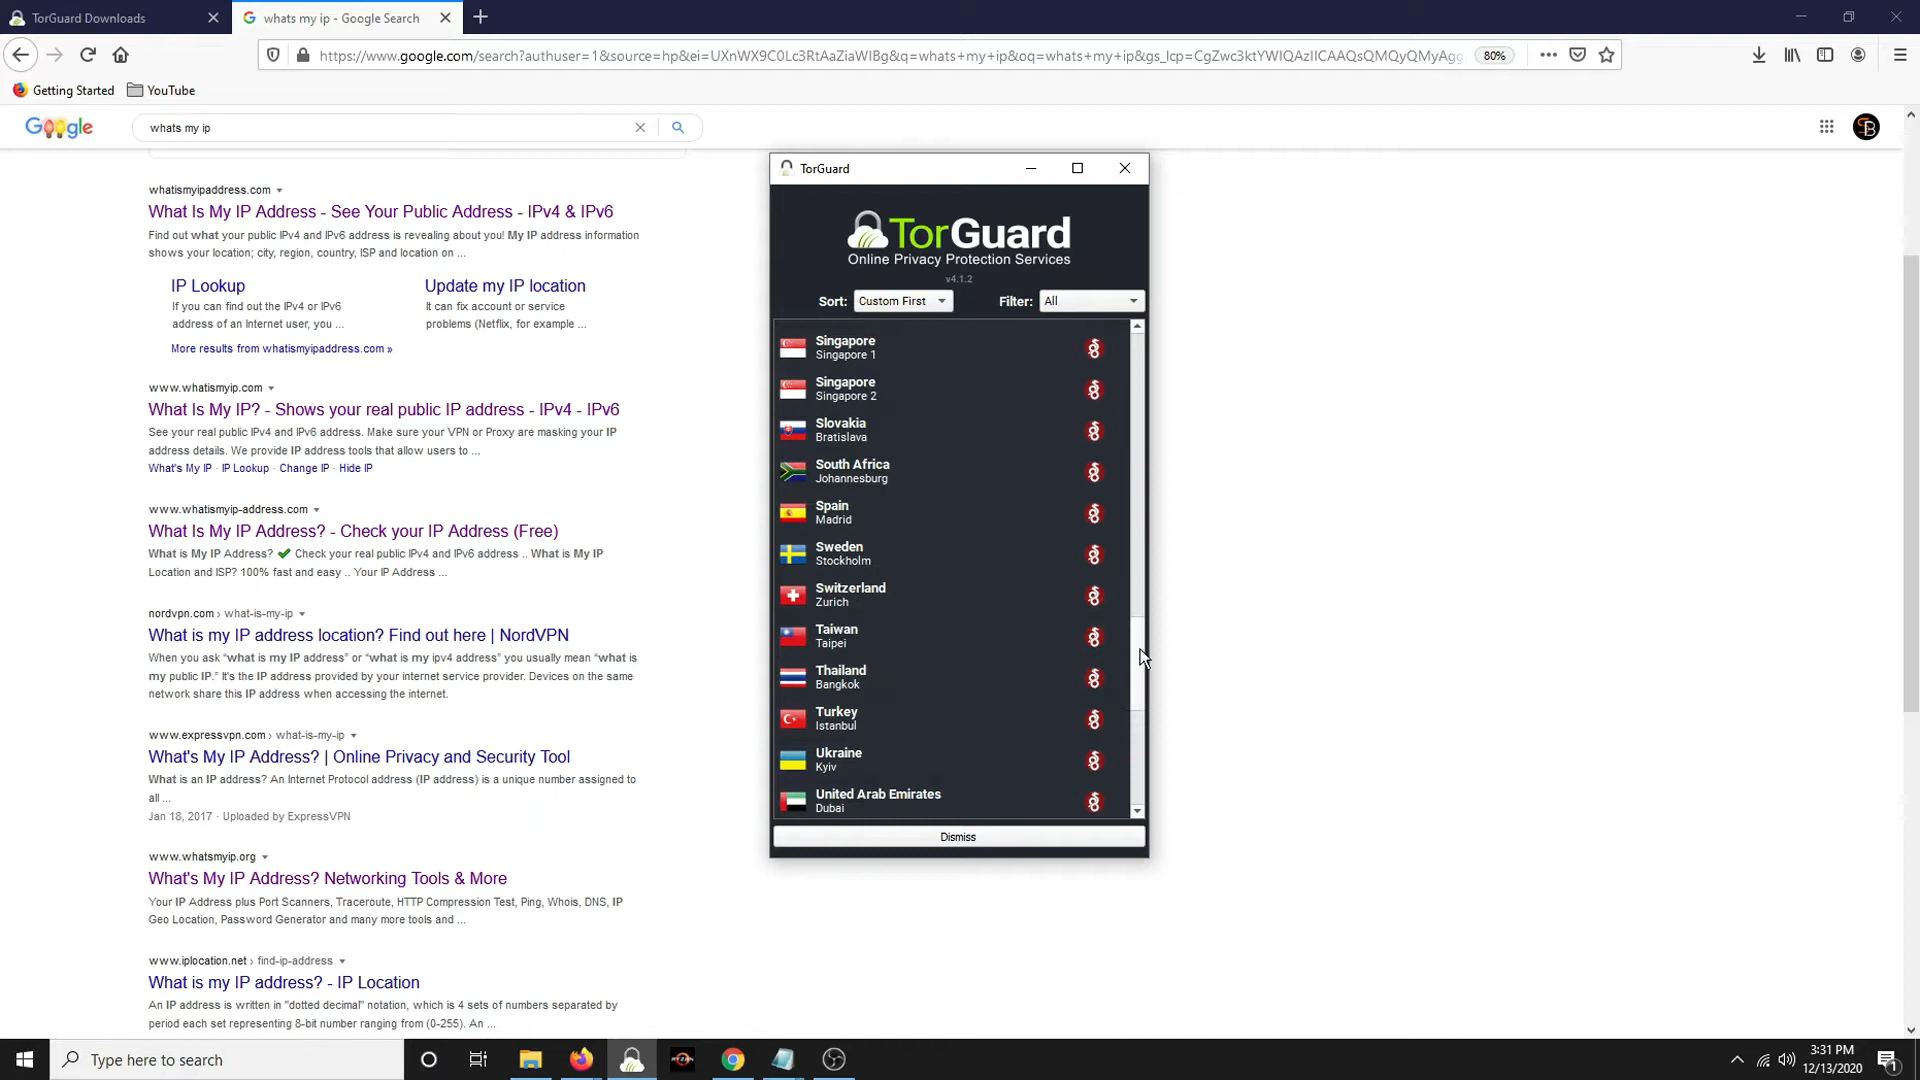 TorGuard Downloads
whats my ip - Google Search
https://www.google.com/search?authuser=1&source=hp&ei=UXnWX9C0Lc3RtAaZiaWIBg&q=whats+my+ip&oq=whats+my+ip&gs_lcp=CgZwc3ktYWIQAzIICAAQsQMQyQMyAgg
80%
Getting Started
YouTube
Google
whats my ip
whatismyipaddress.com
What Is My IP Address - See Your Public Address - IPv4 & IPv6
Find out what your public IPv4 and IPv6 address is revealing about you! My IP address information
shows your location; city, region, country, ISP and location on ...
IP Lookup
If you can find out the IPv4 or IPv6
address of an Internet user, you ...
Update my IP location
It can fix account or service
problems (Netflix, for example ...
More results from whatismyipaddress.com »
www.whatismyip.com
What Is My IP? - Shows your real public IP address - IPv4 - IPv6
See your real public IPv4 and IPv6 address. Make sure your VPN or Proxy are masking your IP
address details. We provide IP address tools that allow users to ...
What's My IP · IP Lookup · Change IP · Hide IP
www.whatismyip-address.com
What Is My IP Address? - Check your IP Address (Free)
What is My IP Address? ✔ Check your real public IPv4 and IPv6 address .. What is My IP
Location and ISP? 100% fast and easy .. Your IP Address ...
nordvpn.com › what-is-my-ip
What is my IP address location? Find out here | NordVPN
When you ask “what is my IP address” or “what is my ipv4 address” you usually mean “what is
my public IP.” It's the IP address provided by your internet service provider. Devices on the same
network share this IP address when accessing the internet.
www.expressvpn.com › what-is-my-ip
What's My IP Address? | Online Privacy and Security Tool
What is an IP address? An Internet Protocol address (IP address) is a unique number assigned to
all ...
Jan 18, 2017 · Uploaded by ExpressVPN
www.whatsmyip.org
What's My IP Address? Networking Tools & More
Your IP Address plus Port Scanners, Traceroute, HTTP Compression Test, Ping, Whois, DNS, IP
Geo Location, Password Generator and many more tools and ...
www.iplocation.net › find-ip-address
What is my IP address? - IP Location
An IP address is written in "dotted decimal" notation, which is 4 sets of numbers separated by
period each set representing 8-bit number ranging from (0-255). An ...
TorGuard
TorGuard
Online Privacy Protection Services
v4.1.2
Sort: Custom First
Filter: All
Singapore
Singapore 1
Singapore
Singapore 2
Slovakia
Bratislava
South Africa
Johannesburg
Spain
Madrid
Sweden
Stockholm
Switzerland
Zurich
Taiwan
Taipei
Thailand
Bangkok
Turkey
Istanbul
Ukraine
Kyiv
United Arab Emirates
Dubai
Dismiss
Type here to search
RYZEN
3:31 PM
12/13/2020
1